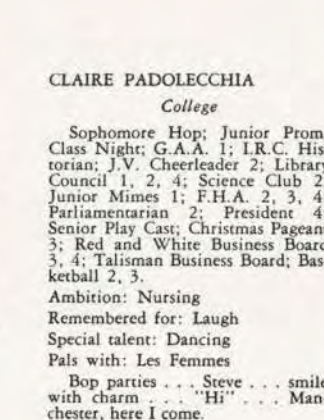 CLAIRE PADOLECCHIA
College
Sophomore Hop; Junior Prom
Class Night; G.A.A. 1; I.R.C. His
torian; J.V. Cheerleader 2; Library
Council 1, 2, 4; Science Club 2
Junior Mimes 1; F.H.A. 2, 3, 4
Parliamentarian 2; President 4
Senior Play Cast; Christmas Pagean
3; Red and White Business Board
3, 4; Talisman Business Board; Bas
ketball 2, 3.
Ambition: Nursing
Remembered for: Laugh
Special talent: Dancing
Pals with: Les Femmes
Bop parties . . . Steve . . . smile
with charm . . . "Hi" . . . Man
chester, here I come.